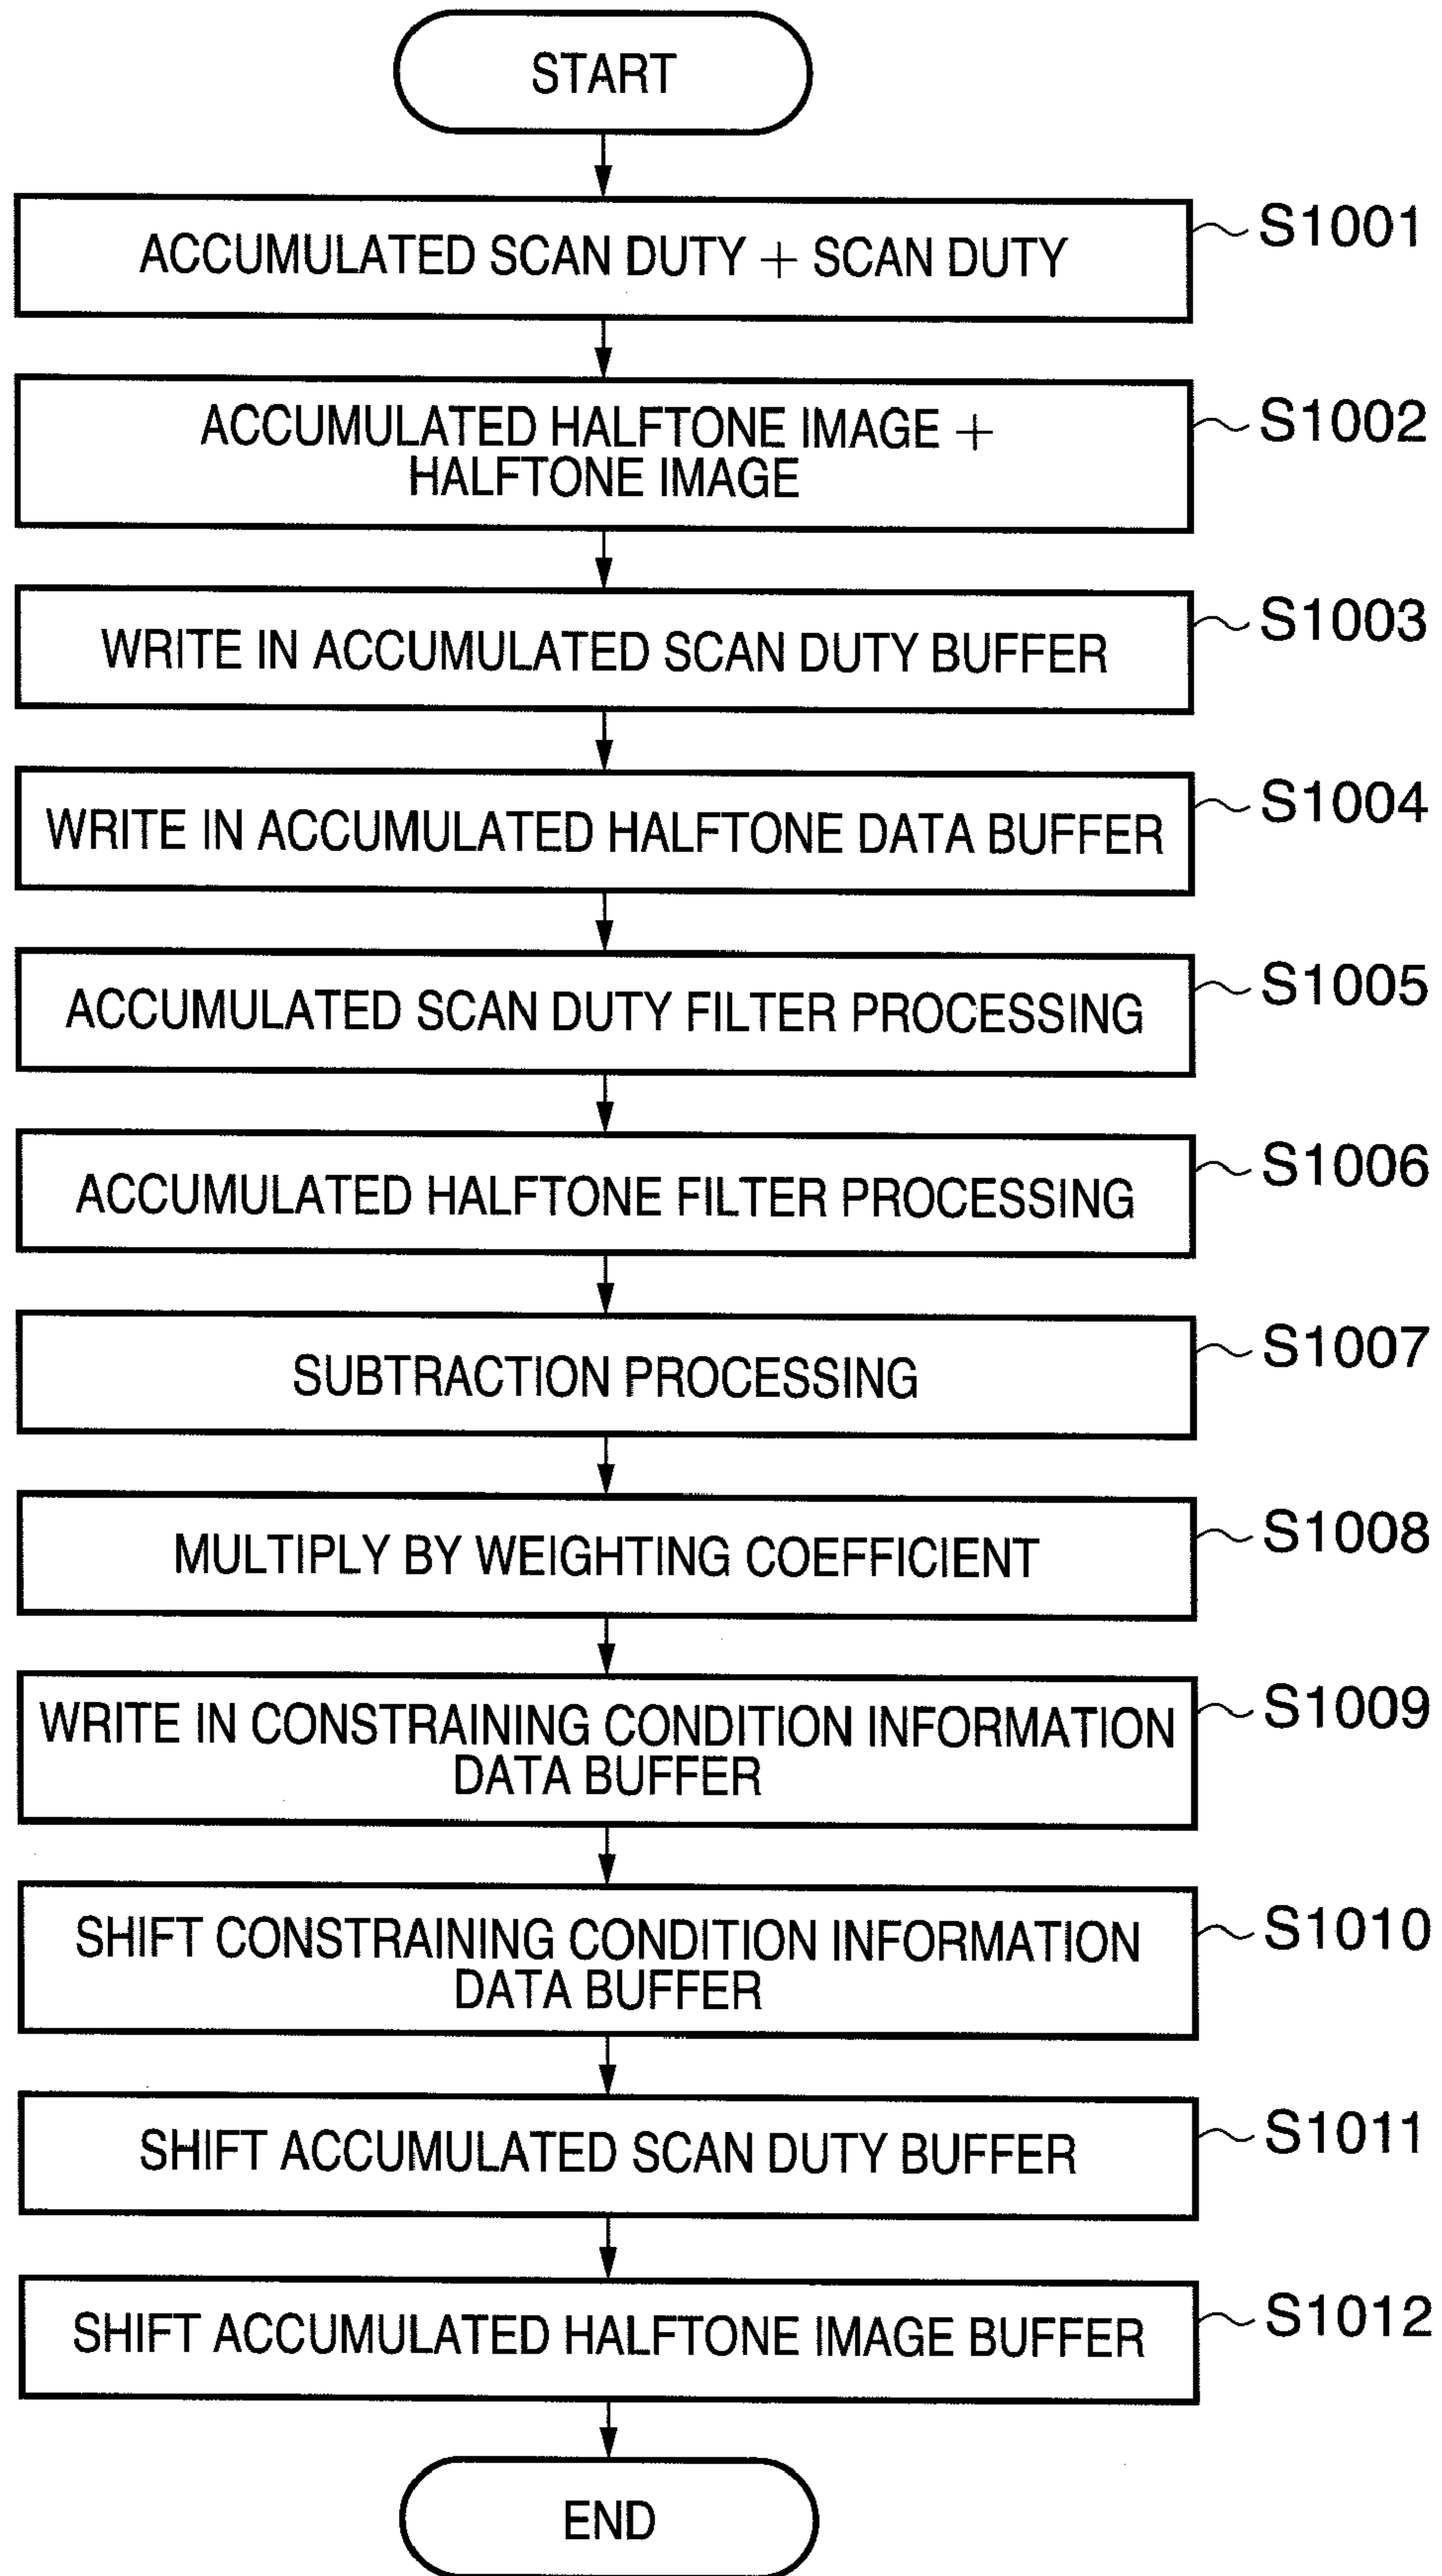 START
ACCUMULATED SCAN DUTY + SCAN DUTY
S1001
ACCUMULATED HALFTONE IMAGE +
HALFTONE IMAGE
S1002
WRITE IN ACCUMULATED SCAN DUTY BUFFER
S1003
WRITE IN ACCUMULATED HALFTONE DATA BUFFER
S1004
ACCUMULATED SCAN DUTY FILTER PROCESSING
S1005
ACCUMULATED HALFTONE FILTER PROCESSING
S1006
SUBTRACTION PROCESSING
S1007
MULTIPLY BY WEIGHTING COEFFICIENT
S1008
WRITE IN CONSTRAINING CONDITION INFORMATION
DATA BUFFER
S1009
SHIFT CONSTRAINING CONDITION INFORMATION
DATA BUFFER
S1010
SHIFT ACCUMULATED SCAN DUTY BUFFER
S1011
SHIFT ACCUMULATED HALFTONE IMAGE BUFFER
S1012
END